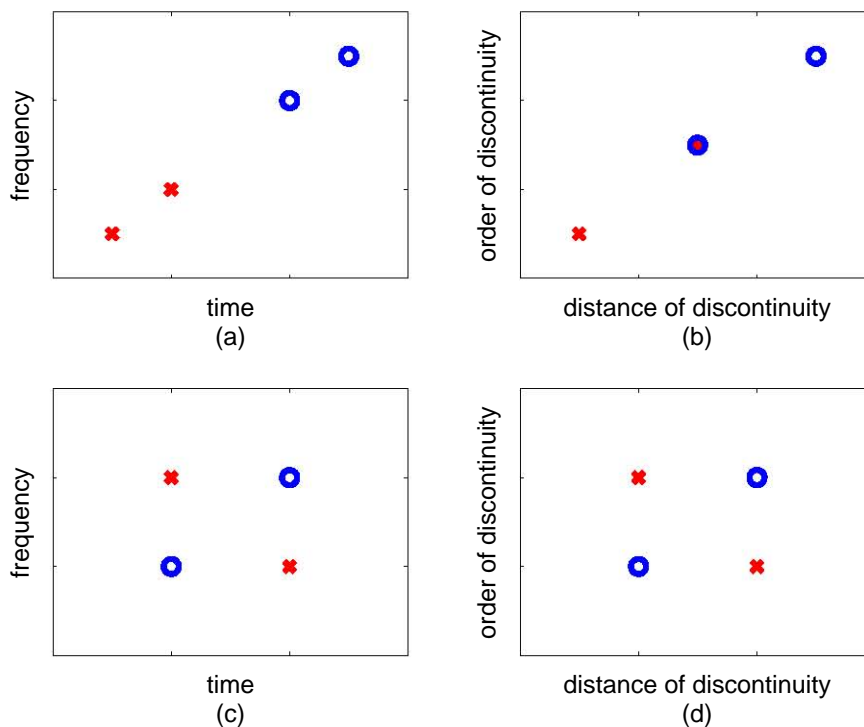 frequency
time
(a)
order of discontinuity
distance of discontinuity
(b)
frequency
time
(c)
order of discontinuity
distance of discontinuity
(d)